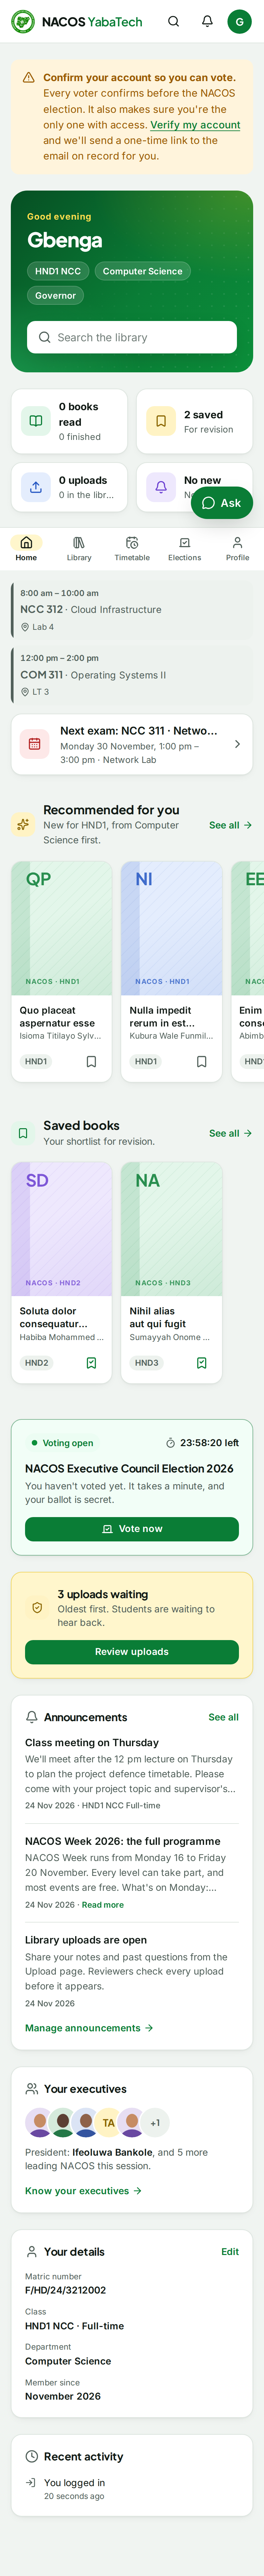 NACOS YabaTech
G
Confirm your account so you can vote.
Every voter confirms before the NACOS
election. It also makes sure you're the
only one with access. Verify my account
and we'll send a one-time link to the
email on record for you.
Good evening
Gbenga
HND1 NCC
Computer Science
Governor
Search the library
0 books
read
0 finished
2 saved
For revision
0 uploads
0 in the libr...
No new
Ask
Home
Library
Timetable
Elections
Profile
8:00 am – 10:00 am
NCC 312 · Cloud Infrastructure
Lab 4
12:00 pm – 2:00 pm
COM 311 · Operating Systems II
LT 3
Next exam: NCC 311 · Netwo...
Monday 30 November, 1:00 pm –
3:00 pm · Network Lab
Recommended for you
New for HND1, from Computer
Science first.
See all
QP
NACOS · HND1
Quo placeat
aspernatur esse
Isioma Titilayo Sylv...
HND1
NI
NACOS · HND1
Nulla impedit
rerum in est...
Kubura Wale Funmil...
HND1
EE
NACO
Enim
conse
Abimb
HND1
Saved books
Your shortlist for revision.
See all
SD
NACOS · HND2
Soluta dolor
consequatur...
Habiba Mohammed ...
HND2
NA
NACOS · HND3
Nihil alias
aut qui fugit
Sumayyah Onome ...
HND3
Voting open
23:58:20 left
NACOS Executive Council Election 2026
You haven't voted yet. It takes a minute, and
your ballot is secret.
Vote now
3 uploads waiting
Oldest first. Students are waiting to
hear back.
Review uploads
Announcements
See all
Class meeting on Thursday
We'll meet after the 12 pm lecture on Thursday
to plan the project defence timetable. Please
come with your project topic and supervisor's...
24 Nov 2026 · HND1 NCC Full-time
NACOS Week 2026: the full programme
NACOS Week runs from Monday 16 to Friday
20 November. Every level can take part, and
most events are free. What's on Monday:...
24 Nov 2026 · Read more
Library uploads are open
Share your notes and past questions from the
Upload page. Reviewers check every upload
before it appears.
24 Nov 2026
Manage announcements
Your executives
TA
+1
President: Ifeoluwa Bankole, and 5 more
leading NACOS this session.
Know your executives
Your details
Edit
Matric number
F/HD/24/3212002
Class
HND1 NCC · Full-time
Department
Computer Science
Member since
November 2026
Recent activity
You logged in
20 seconds ago